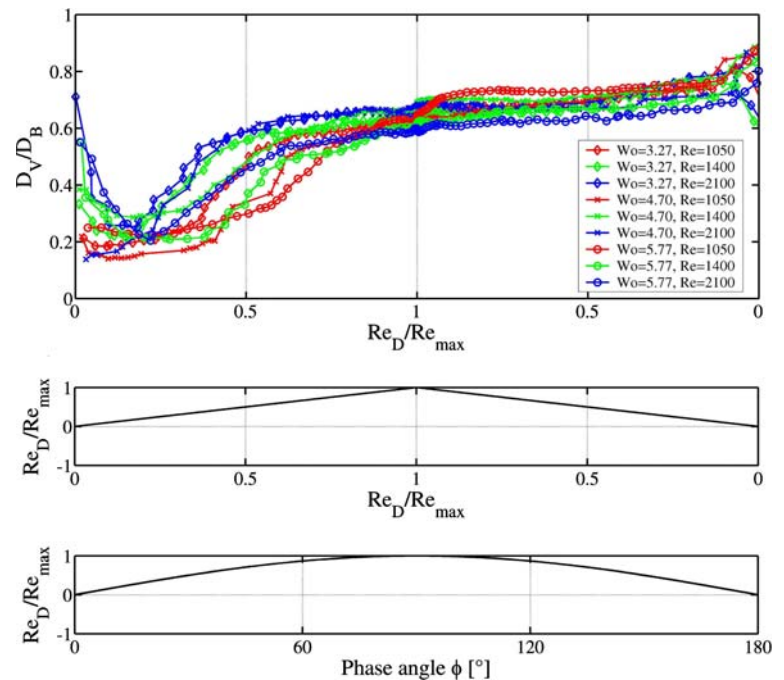 1
0.8
0.6
0.4
0.2
0
D_V/D_B
Wo=3.27, Re=1050
Wo=3.27, Re=1400
Wo=3.27, Re=2100
Wo=4.70, Re=1050
Wo=4.70, Re=1400
Wo=4.70, Re=2100
Wo=5.77, Re=1050
Wo=5.77, Re=1400
Wo=5.77, Re=2100
0 0.5 1 0.5 0
Re_D/Re_max
1
0
-1
Re_D/Re_max
0 0.5 1 0.5 0
Re_D/Re_max
1
0
-1
Re_D/Re_max
0 60 120 180
Phase angle ϕ [°]